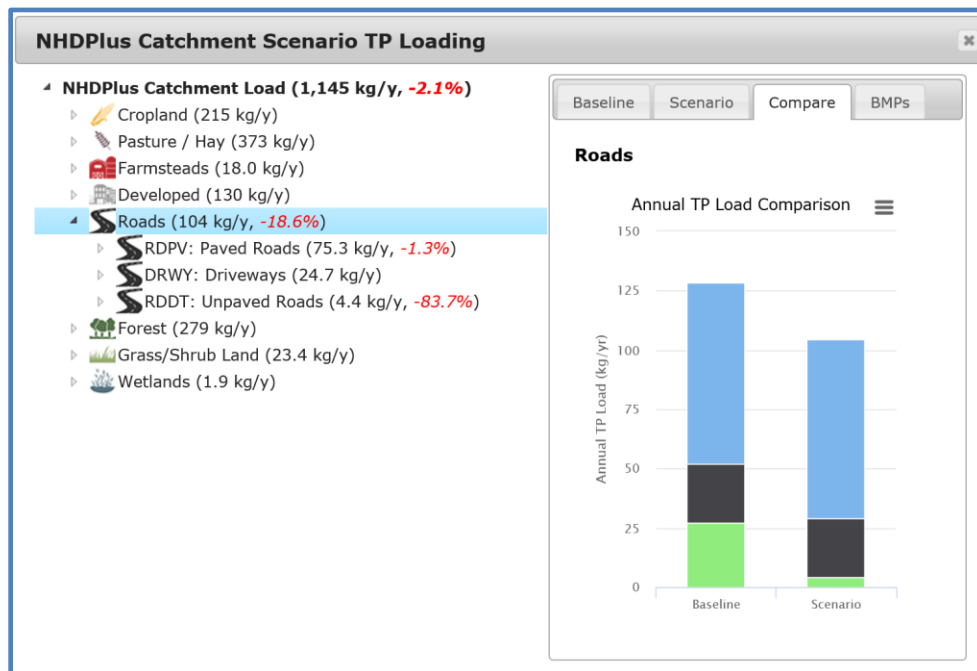 NHDPlus Catchment Scenario TP Loading
NHDPlus Catchment Load (1,145 kg/y, -2.1%)
Cropland (215 kg/y)
Pasture / Hay (373 kg/y)
Farmsteads (18.0 kg/y)
Developed (130 kg/y)
Roads (104 kg/y, -18.6%)
RDPV: Paved Roads (75.3 kg/y, -1.3%)
DRWY: Driveways (24.7 kg/y)
RDDT: Unpaved Roads (4.4 kg/y, -83.7%)
Forest (279 kg/y)
Grass/Shrub Land (23.4 kg/y)
Wetlands (1.9 kg/y)
Baseline Scenario Compare BMPs
Roads
Annual TP Load Comparison
Annual TP Load (kg/yr)
150
125
100
75
50
25
0
Baseline Scenario